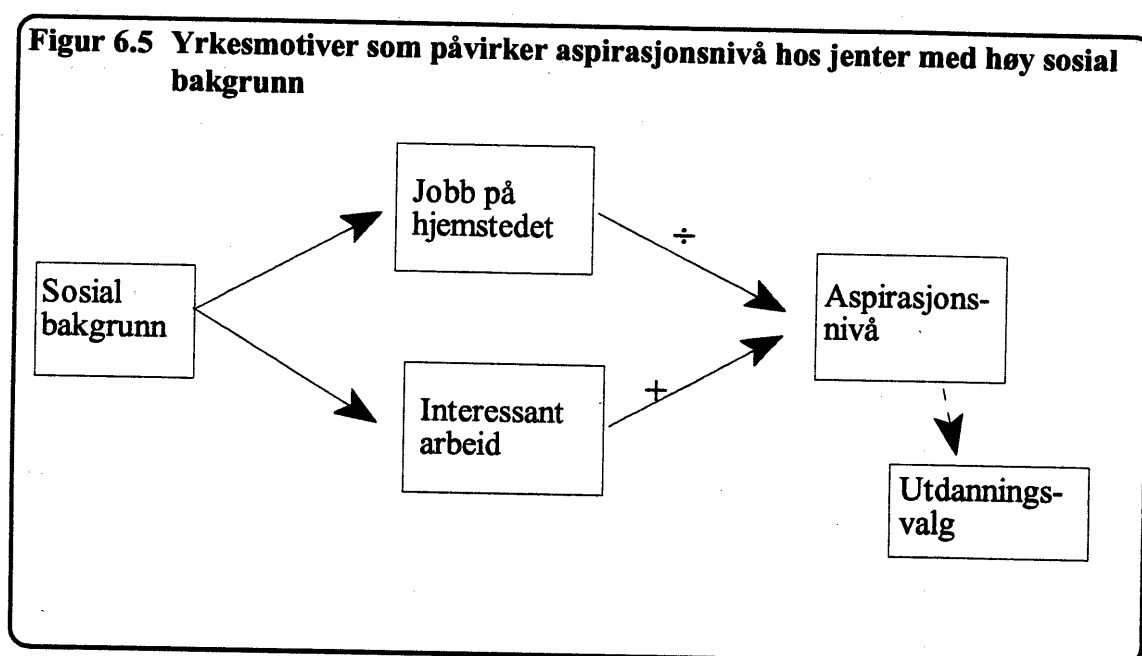 Figur 6.5 Yrkesmotiver som påvirker aspirasjonsnivå hos jenter med høy sosial
bakgrunn
Jobb på
hjemstedet
÷
Sosial
bakgrunn
Aspirasjons-
nivå
+
Interessant
arbeid
Utdannings-
valg